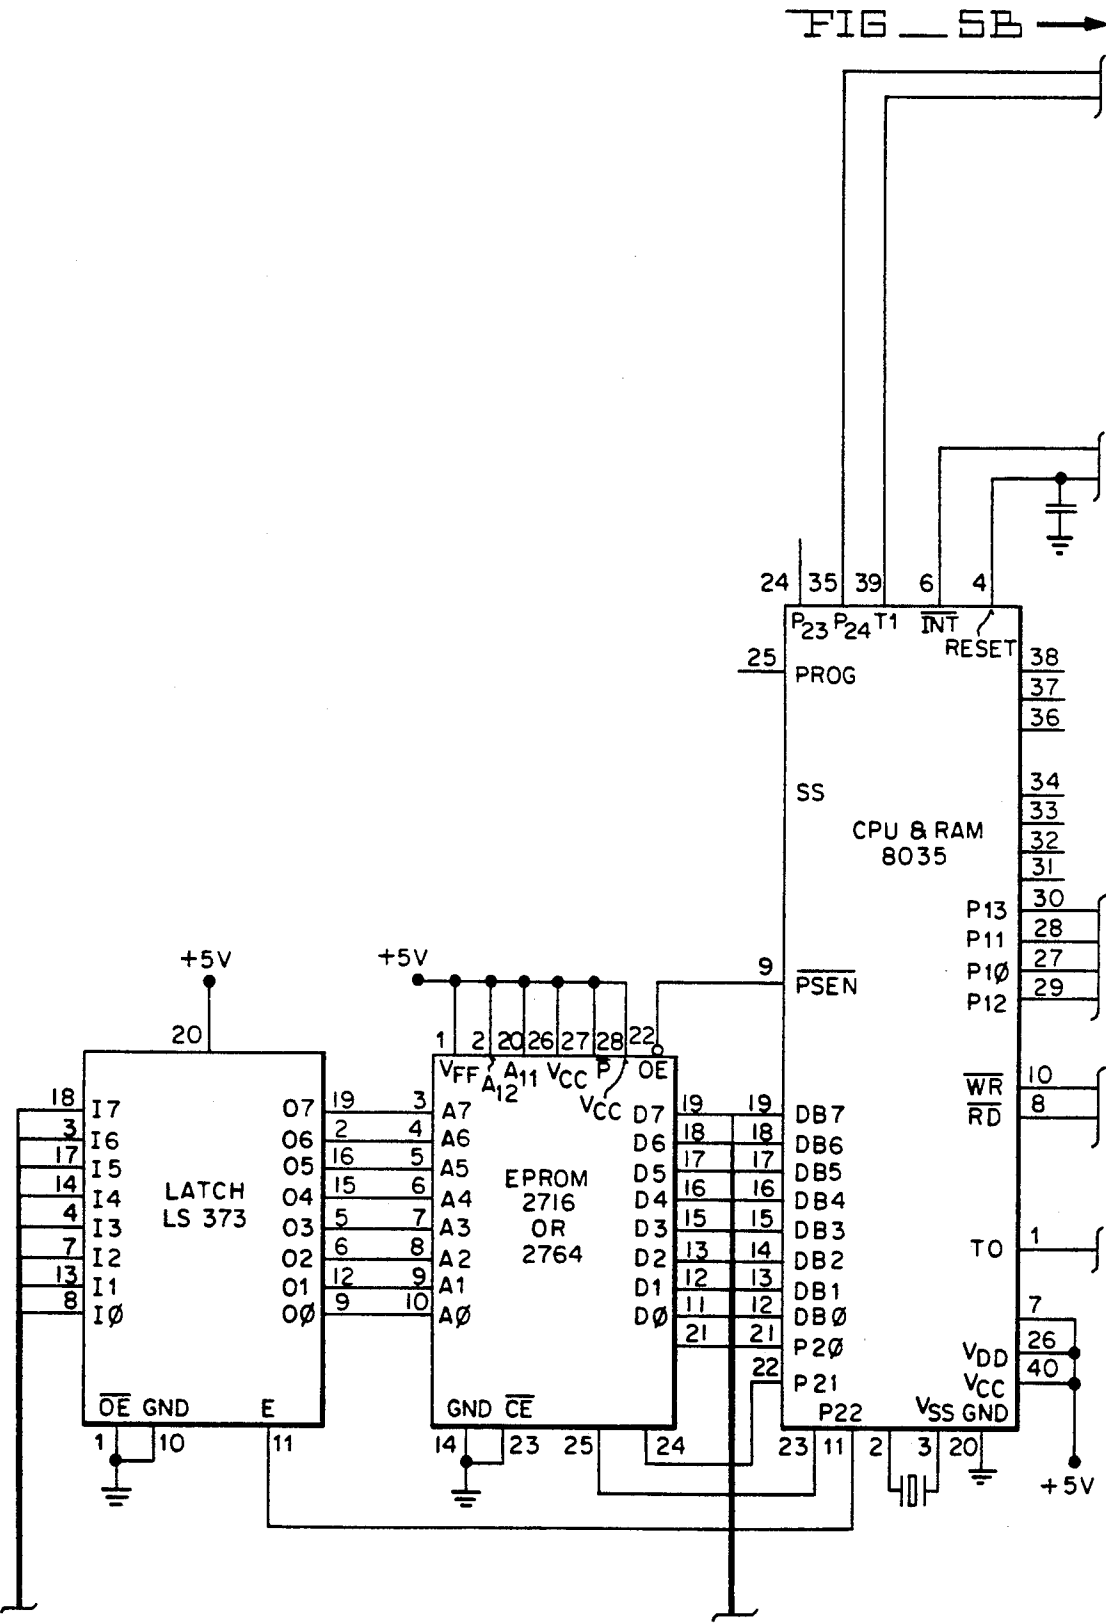 FIG__5B
24 35 39 6 4
P23 P24 T1 INT
RESET
25 PROG
38
37
36
SS
34
CPU & RAM
8035
33
32
31
P13 30
P11 28
P1Ø 27
P12 29
+5V
+5V
9 PSEN
20
1 2 20 26 27 28 22
VFF A12 A11 VCC P VCC OE
WR 10
RD 8
18 I7 O7 19 3 A7 D7 19 19 DB7
3 I6 O6 2 4 A6 D6 18 18 DB6
17 I5 O5 16 5 A5 D5 17 17 DB5
14 I4 O4 15 6 A4 D4 16 16 DB4
4 I3 O3 5 7 A3 D3 15 15 DB3
7 I2 O2 6 8 A2 D2 13 14 DB2
13 I1 O1 12 9 A1 D1 12 13 DB1
8 IØ OØ 9 10 AØ DØ 11 12 DBØ
LATCH
LS 373
EPROM
2716
OR
2764
TO 1
21 21 P2Ø
22 P21
7
VDD 26
VCC 40
OE GND E
GND CE
P22 VSS GND
1 10 11
14 23 25 24
23 11 2 3 20
+5V